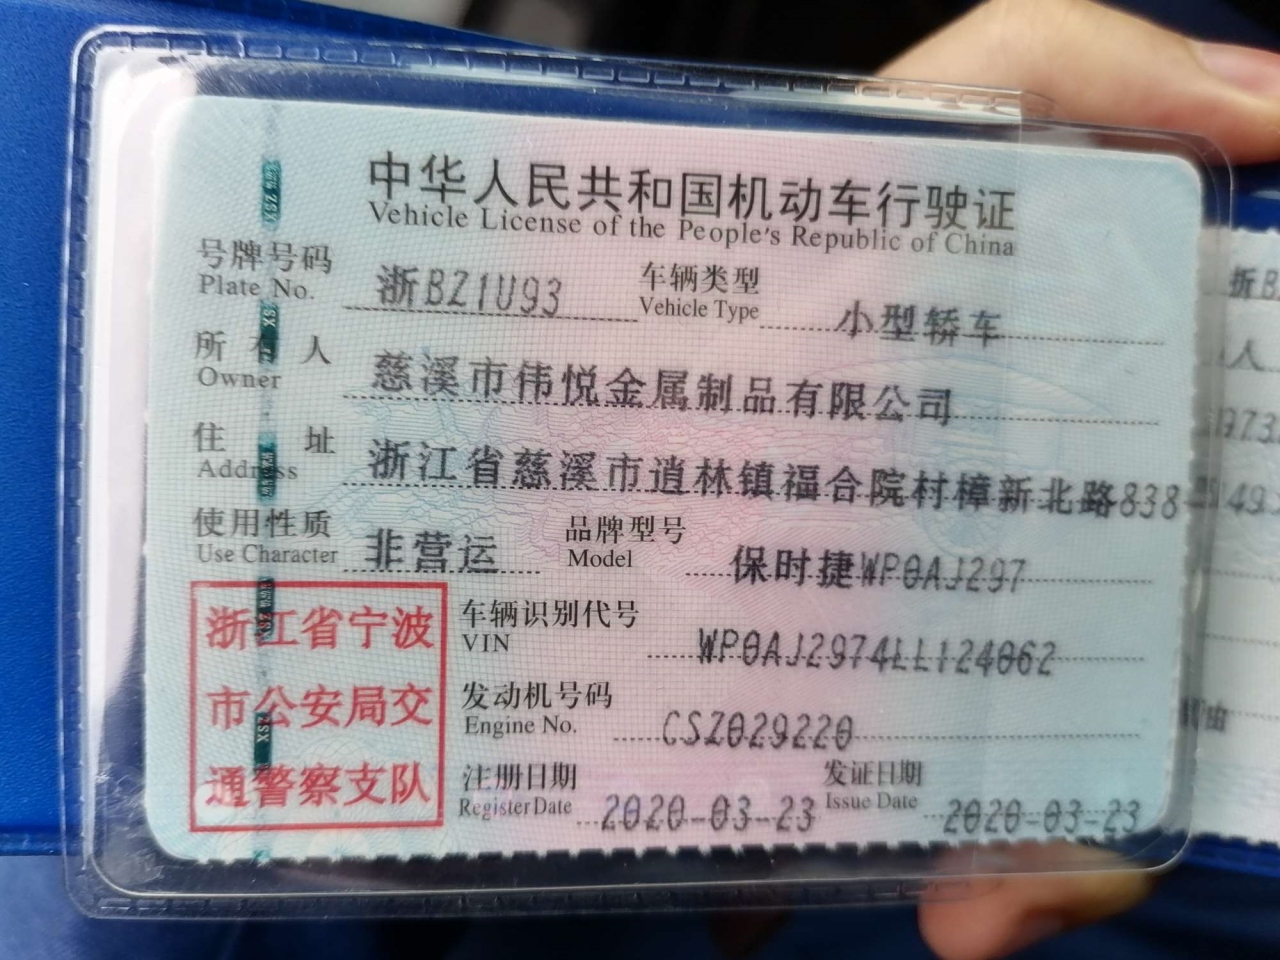 中华人民共和国机动车行驶证
Vehicle License of the People's Republic of China
号牌号码 浙BZ1U93 车辆类型 小型轿车
Plate No. Vehicle Type
所有人 慈溪市伟悦金属制品有限公司
Owner
住址 浙江省慈溪市逍林镇福合院村樟新北路838
Address
使用性质 非营运 品牌型号 保时捷WP0AJ297
Use Character Model
浙江省宁波
市公安局交
通警察支队
车辆识别代号 WP0AJ2974LL124062
VIN
发动机号码 CSZ029220
Engine No.
注册日期 2020-03-23 发证日期 2020-03-23
Register Date Issue Date